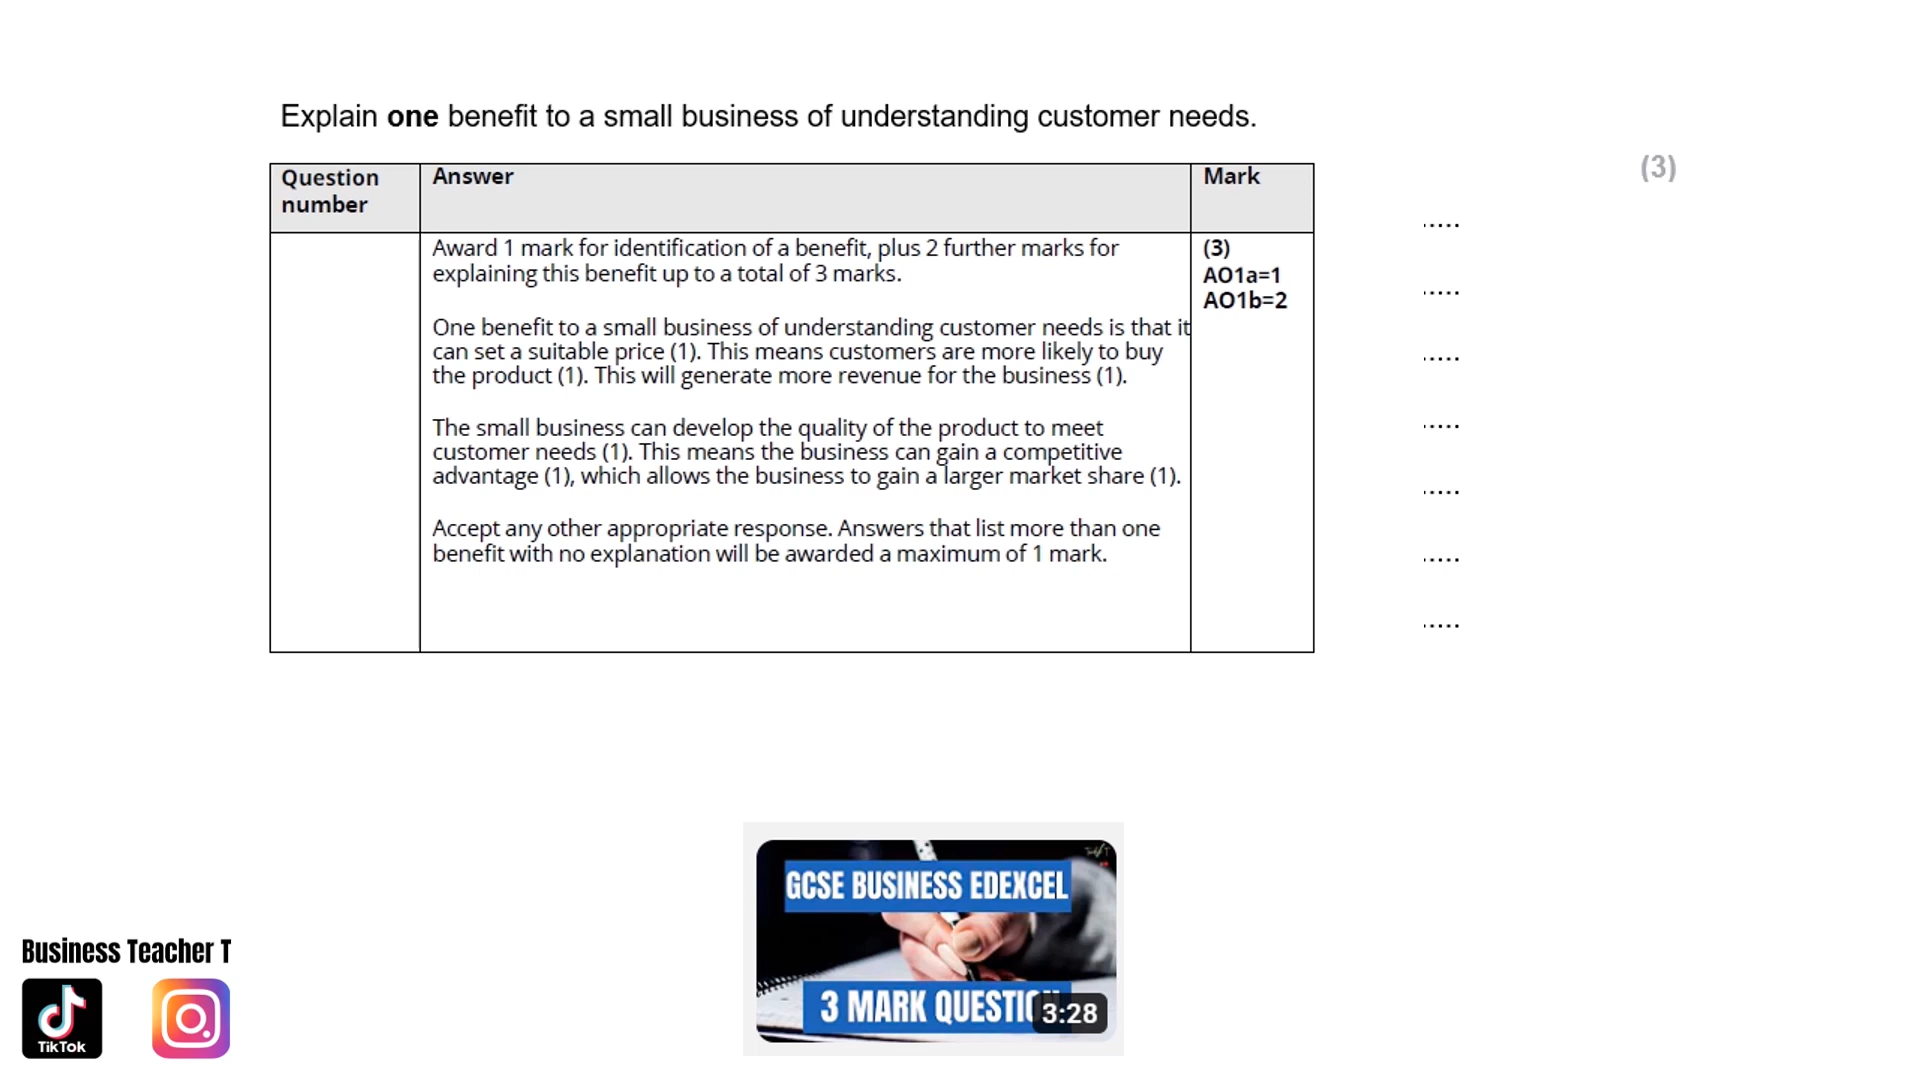 Explain one benefit to a small business of understanding customer needs.
(3)
Question number
Answer
Mark
Award 1 mark for identification of a benefit, plus 2 further marks for
explaining this benefit up to a total of 3 marks.
One benefit to a small business of understanding customer needs is that it
can set a suitable price (1). This means customers are more likely to buy
the product (1). This will generate more revenue for the business (1).
The small business can develop the quality of the product to meet
customer needs (1). This means the business can gain a competitive
advantage (1), which allows the business to gain a larger market share (1).
Accept any other appropriate response. Answers that list more than one
benefit with no explanation will be awarded a maximum of 1 mark.
(3)
AO1a=1
AO1b=2
.....
.....
.....
.....
.....
.....
.....
GCSE BUSINESS EDEXCEL
3 MARK
3:28
Business Teacher T
TikTok